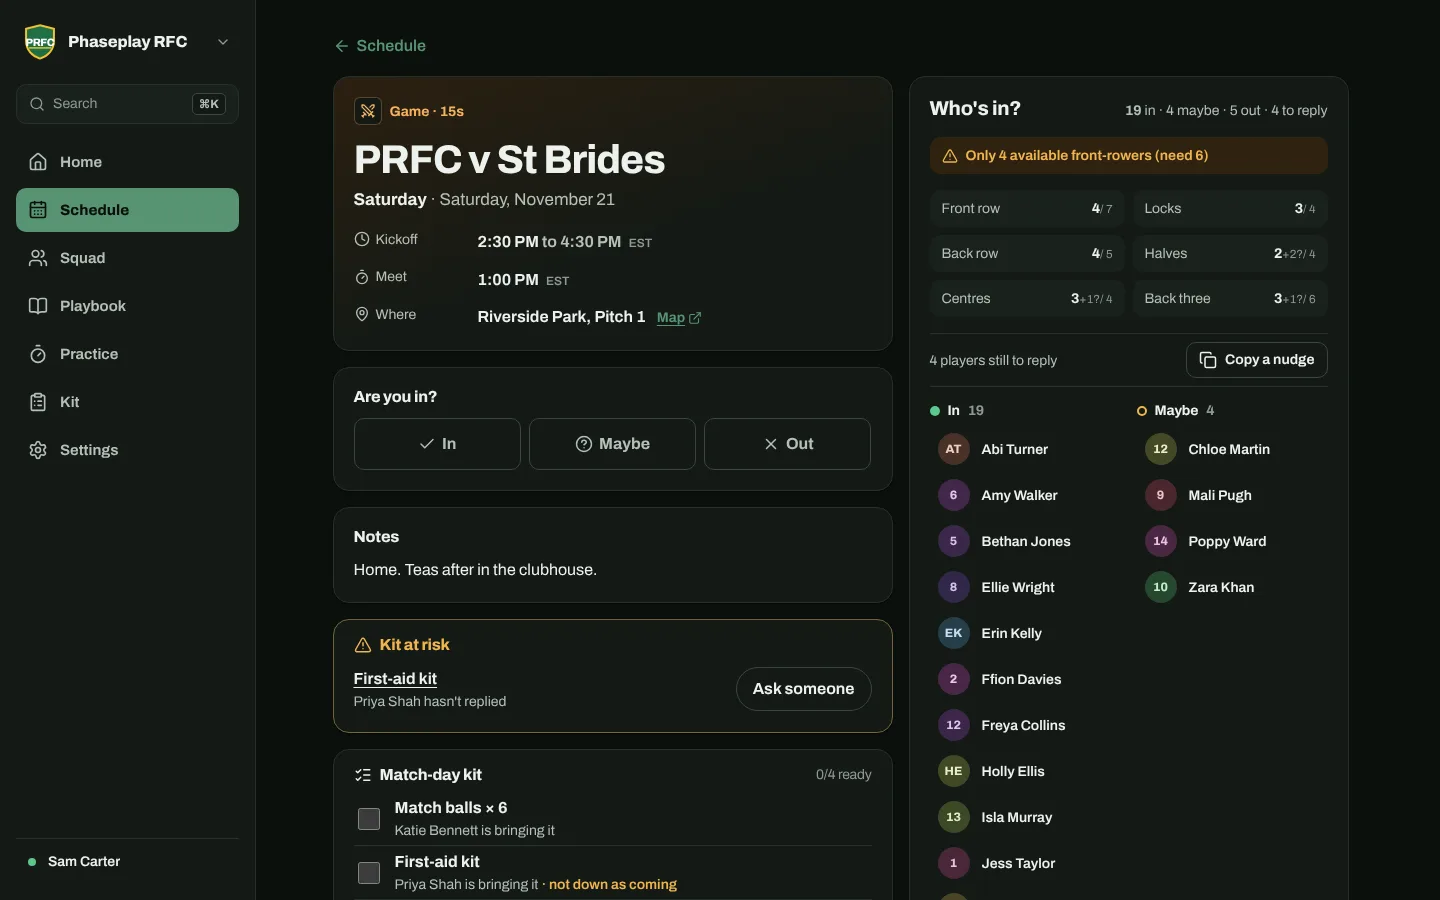 PRFC
Phaseplay RFC
Search
⌘K
Home
Schedule
Squad
Playbook
Practice
Kit
Settings
Sam Carter
← Schedule
Game · 15s
PRFC v St Brides
Saturday · Saturday, November 21
Kickoff 2:30 PM to 4:30 PM EST
Meet 1:00 PM EST
Where Riverside Park, Pitch 1 Map
Are you in?
In
Maybe
Out
Notes
Home. Teas after in the clubhouse.
Kit at risk
First-aid kit
Priya Shah hasn't replied
Ask someone
Match-day kit 0/4 ready
Match balls × 6
Katie Bennett is bringing it
First-aid kit
Priya Shah is bringing it · not down as coming
Who's in? 19 in · 4 maybe · 5 out · 4 to reply
Only 4 available front-rowers (need 6)
Front row 4/ 7
Locks 3/ 4
Back row 4/ 5
Halves 2+2?/ 4
Centres 3+1?/ 4
Back three 3+1?/ 6
4 players still to reply
Copy a nudge
In 19
AT Abi Turner
6 Amy Walker
5 Bethan Jones
8 Ellie Wright
EK Erin Kelly
2 Ffion Davies
12 Freya Collins
HE Holly Ellis
13 Isla Murray
1 Jess Taylor
Maybe 4
12 Chloe Martin
9 Mali Pugh
14 Poppy Ward
10 Zara Khan